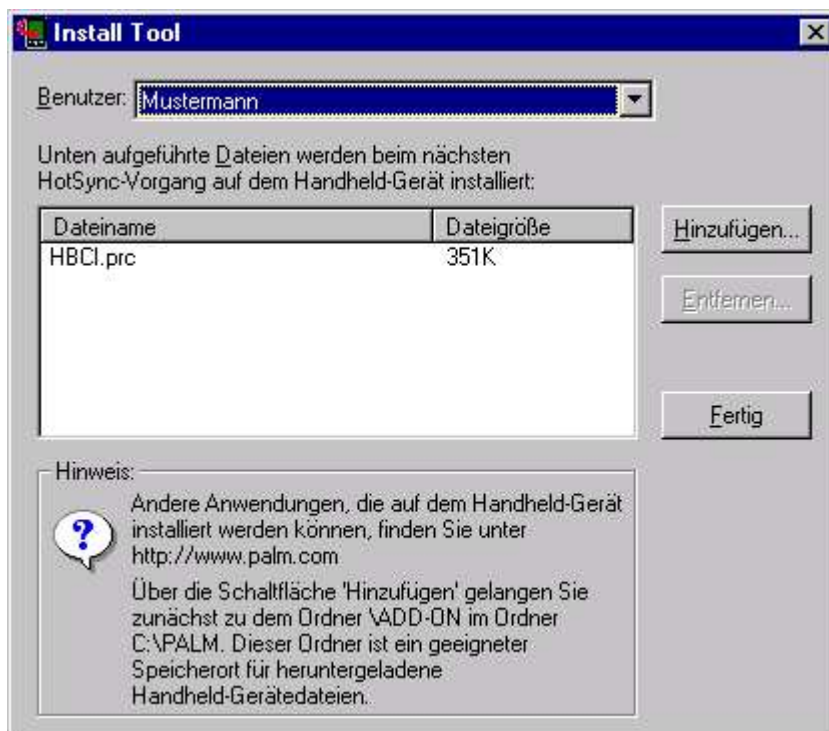 Install Tool
Benutzer: Mustermann
Unten aufgeführte Dateien werden beim nächsten
HotSync-Vorgang auf dem Handheld-Gerät installiert:
Dateiname Dateigröße
HBCI.prc 351K
Hinzufügen...
Entfernen...
Fertig
Hinweis:
Andere Anwendungen, die auf dem Handheld-Gerät
installiert werden können, finden Sie unter
http://www.palm.com
Über die Schaltfläche 'Hinzufügen' gelangen Sie
zunächst zu dem Ordner \ADD-ON im Ordner
C:\PALM. Dieser Ordner ist ein geeigneter
Speicherort für heruntergeladene
Handheld-Gerätedateien.